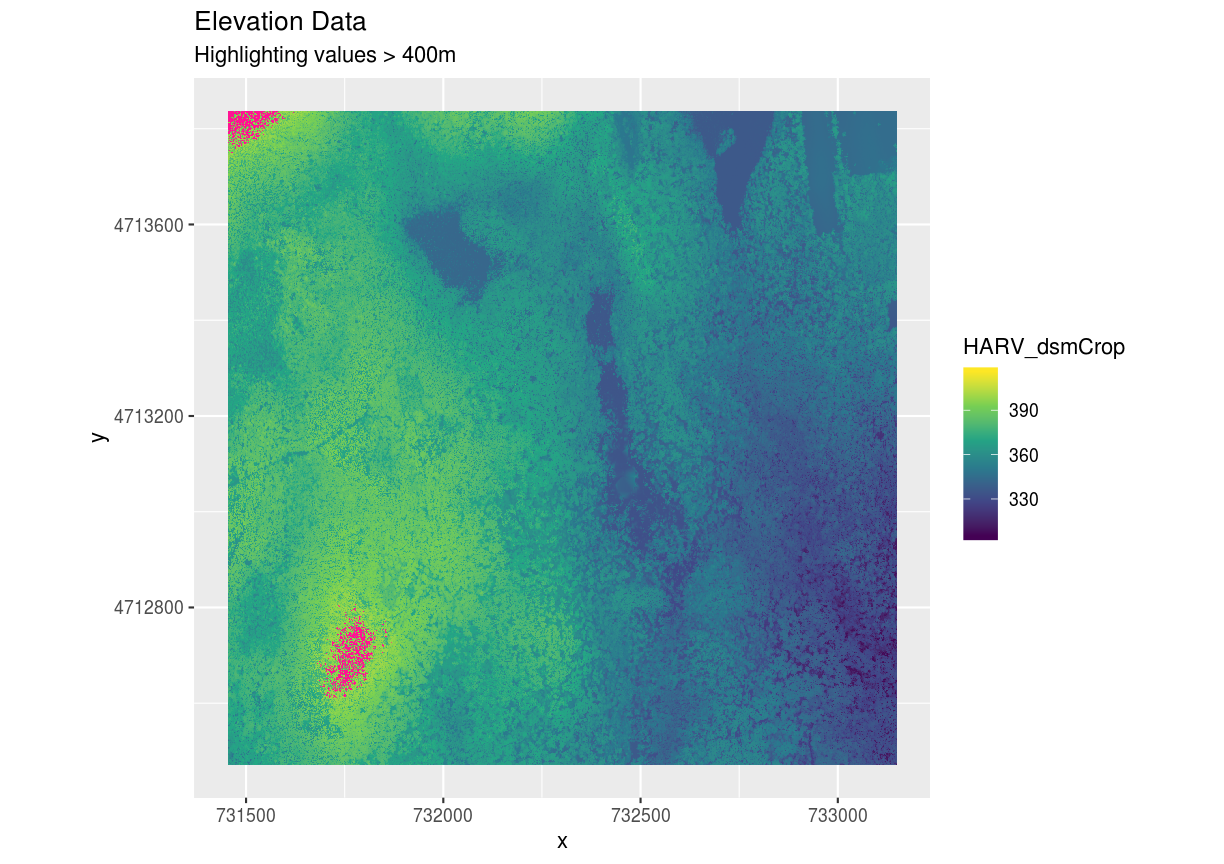 Elevation Data
Highlighting values > 400m
4713600
4713200
4712800
y
731500
732000
732500
733000
x
HARV_dsmCrop
390
360
330